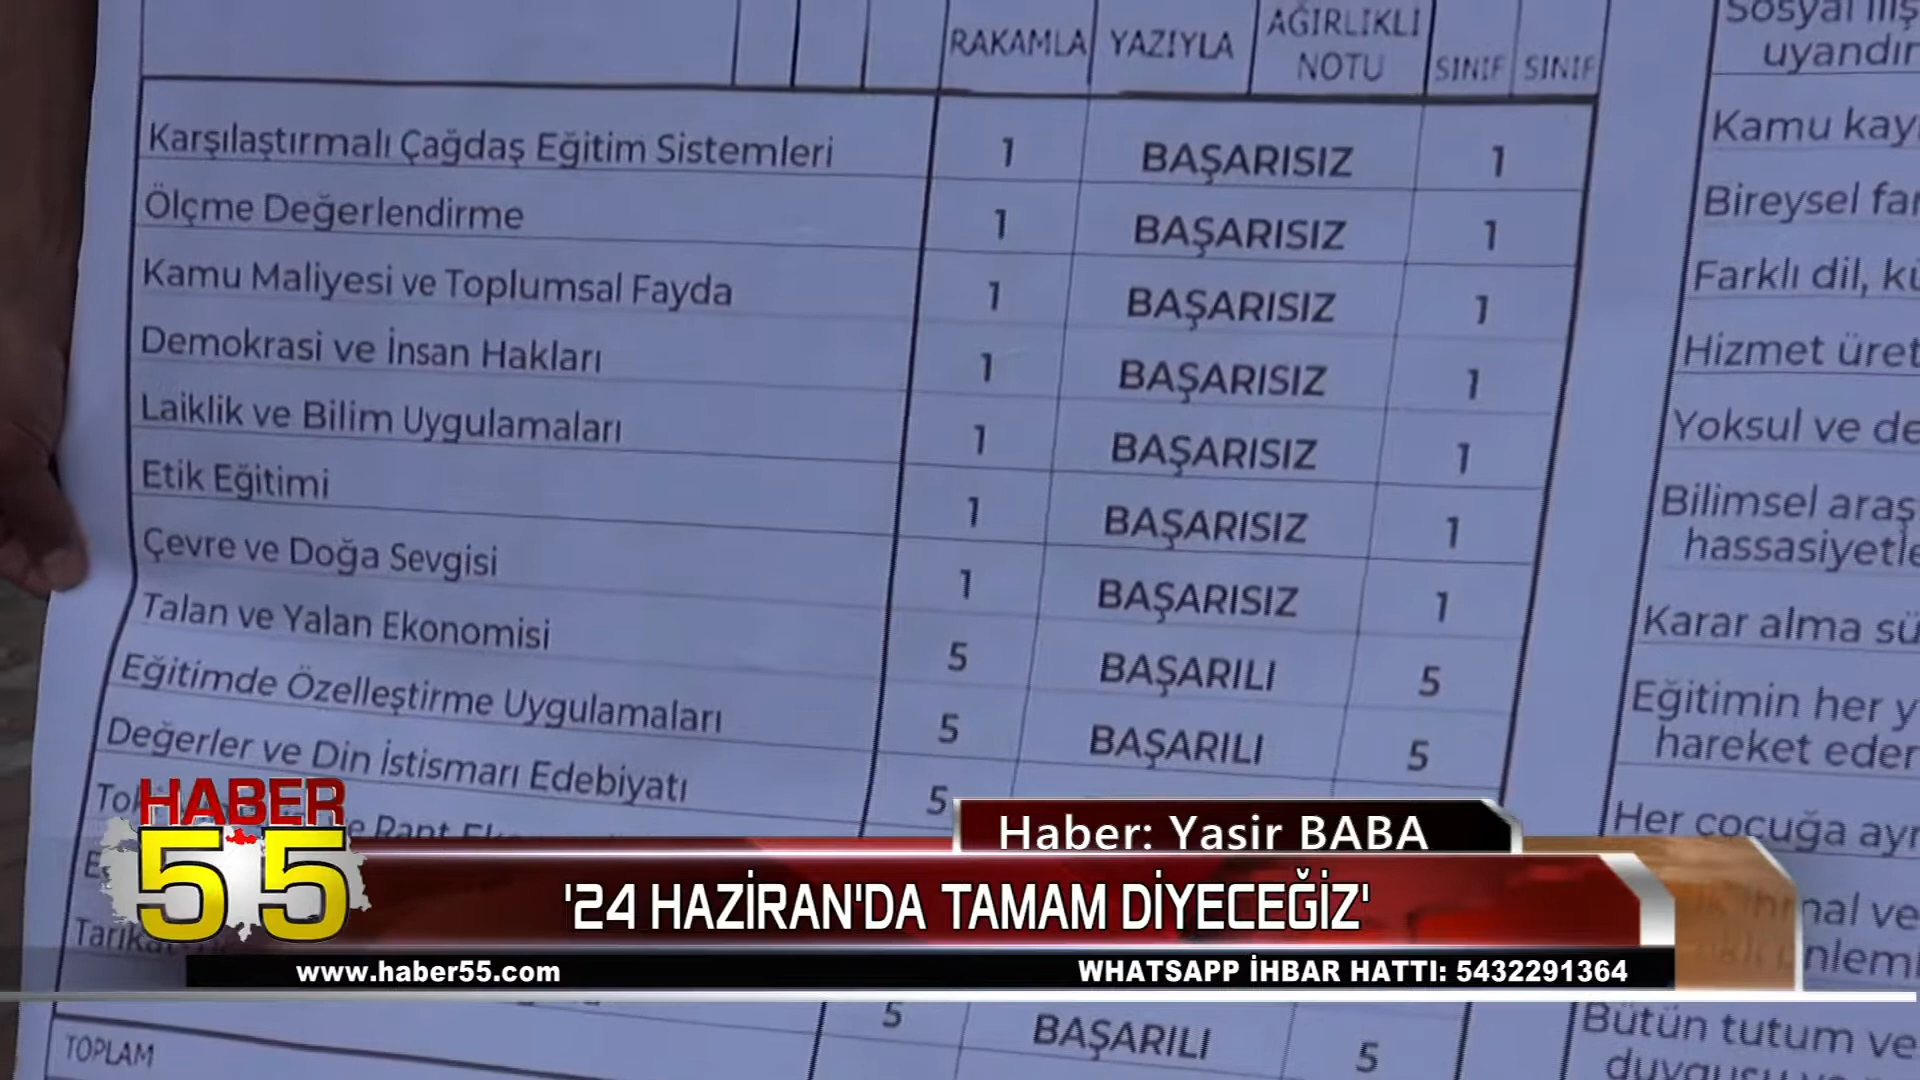 RAKAMLA YAZIYLA AĞIRLIKLI NOTU SINIF SINIF
Karşılaştırmalı Çağdaş Eğitim Sistemleri 1 BAŞARISIZ 1
Ölçme Değerlendirme 1 BAŞARISIZ 1
Kamu Maliyesi ve Toplumsal Fayda 1 BAŞARISIZ 1
Demokrasi ve İnsan Hakları 1 BAŞARISIZ 1
Laiklik ve Bilim Uygulamaları 1 BAŞARISIZ 1
Etik Eğitimi 1 BAŞARISIZ 1
Çevre ve Doğa Sevgisi 1 BAŞARISIZ 1
Talan ve Yalan Ekonomisi 5 BAŞARILI 5
Eğitimde Özelleştirme Uygulamaları 5 BAŞARILI 5
Değerler ve Din İstismarı Edebiyatı 5
5 BAŞARILI 5
TOPLAM
Sosyal
uyandır
Kamu kay
Bireysel far
Farklı dil, kü
Hizmet üret
Yoksul ve de
Bilimsel araş
hassasiyetle
Karar alma sü
Eğitimin her y
hareket eder
Her çocuğa ayr
Bütün tutum ve
HABER
55
Haber: Yasir BABA
'24 HAZİRAN'DA TAMAM DİYECEĞİZ'
www.haber55.com
WHATSAPP İHBAR HATTI: 5432291364